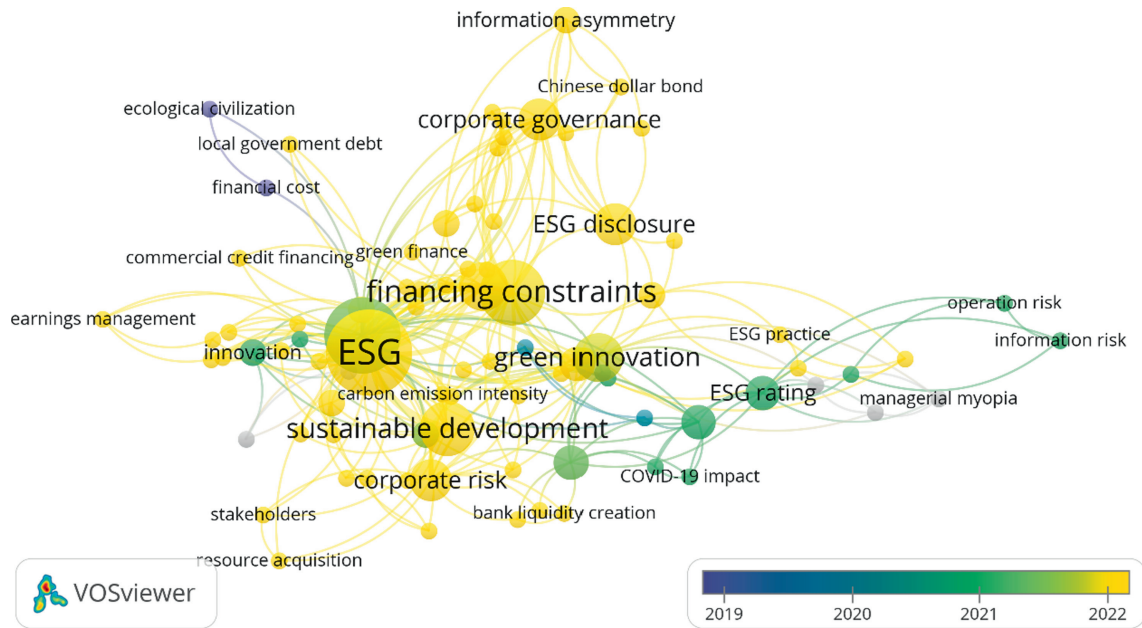 information asymmetry
Chinese dollar bond
ecological civilization
corporate governance
local government debt
financial cost
ESG disclosure
commercial credit financing
green finance
financing constraints
operation risk
earnings management
ESG practice
information risk
innovation
ESG
green innovation
carbon emission intensity
ESG rating
managerial myopia
sustainable development
corporate risk
COVID-19 impact
stakeholders
bank liquidity creation
resource acquisition
VOSviewer
2019
2020
2021
2022